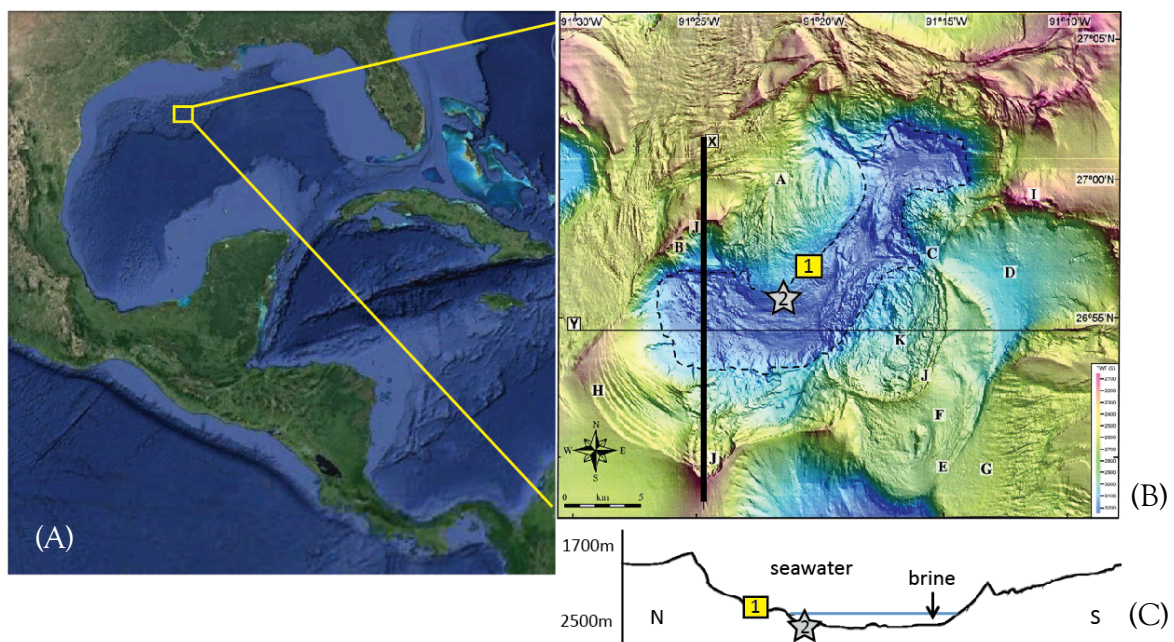 (A)
91°30'W
91°25'W
91°20'W
91°15'W
91°10'W
27°05'N
X
A
27°00'N
I
J
B
1
C
D
2
26°55'N
Y
K
J
H
F
N
W E
S
J
E
G
0 km 5
(B)
1700m
seawater
brine
1
2500m
N
2
S
(C)